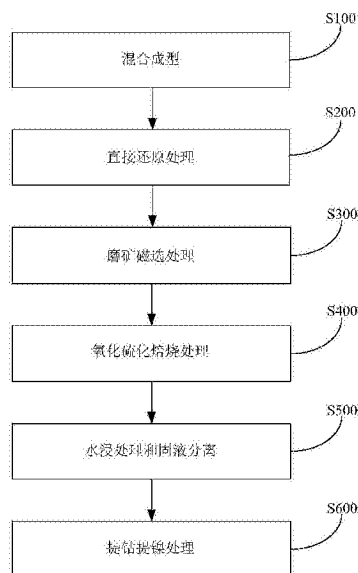 S100
混合成型
S200
直接还原处理
S300
磨矿磁选处理
S400
氧化硫化焙烧处理
S500
水浸处理和固液分离
S600
提钴提镍处理